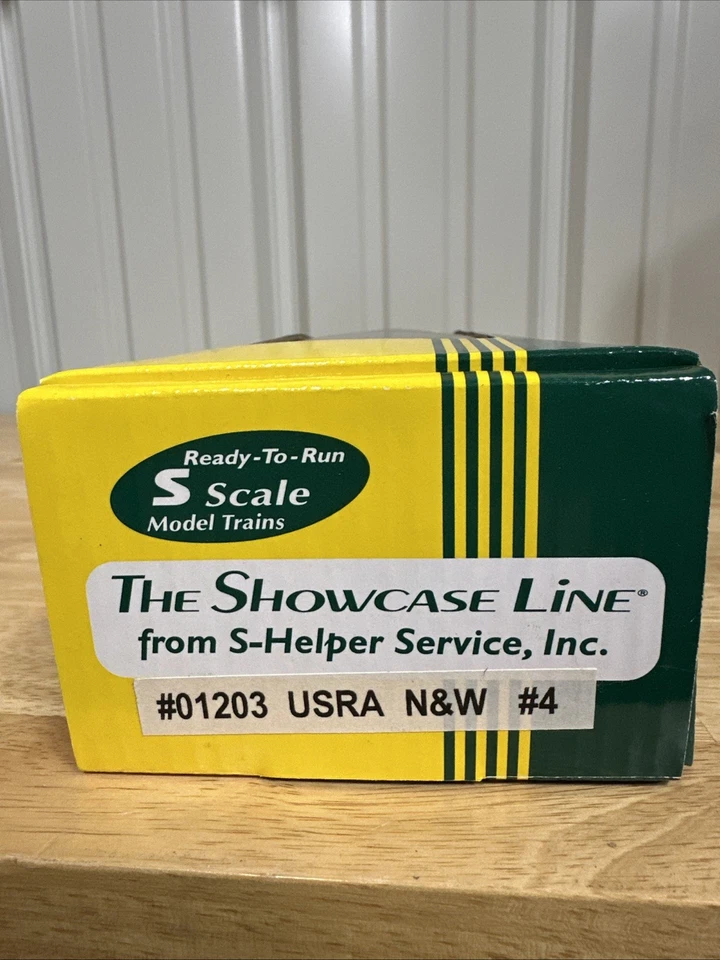 Ready-To-Run
S Scale
Model Trains
THE SHOWCASE LINE®
from S-Helper Service, Inc.
#01203 USRA N&W #4